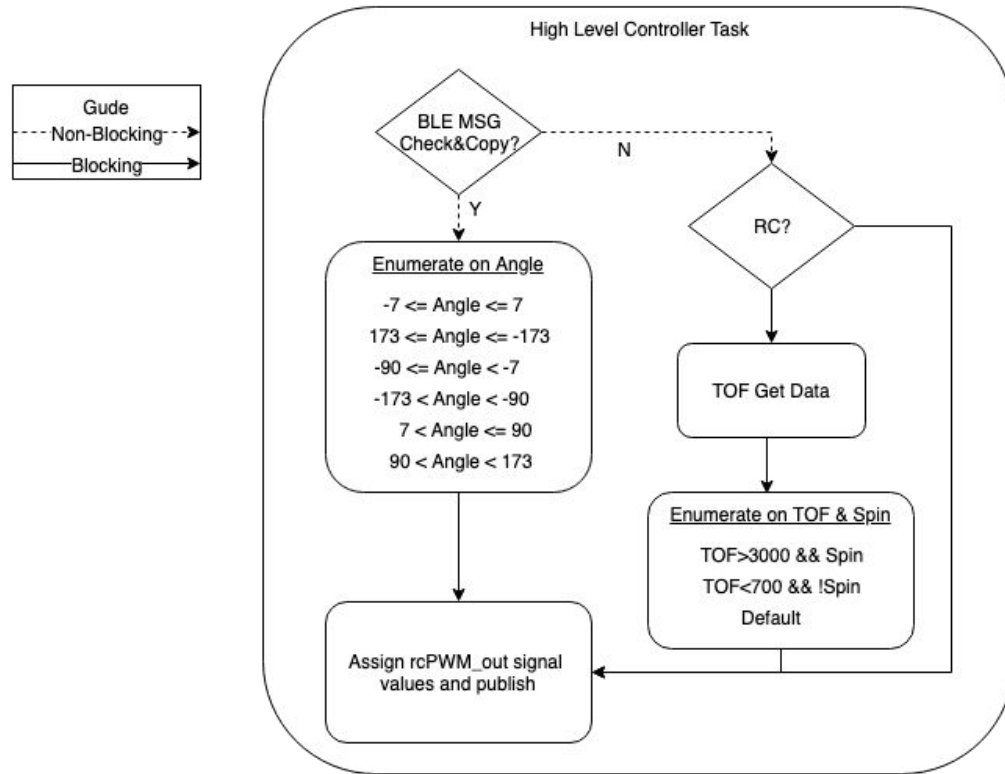 High Level Controller Task
Gude
Non-Blocking
Blocking
BLE MSG
Check&Copy?
N
Y
RC?
Enumerate on Angle
-7 <= Angle <= 7
173 <= Angle <= -173
-90 <= Angle < -7
-173 < Angle < -90
7 < Angle <= 90
90 < Angle < 173
TOF Get Data
Enumerate on TOF & Spin
TOF>3000 && Spin
TOF<700 && !Spin
Default
Assign rcPWM_out signal
values and publish